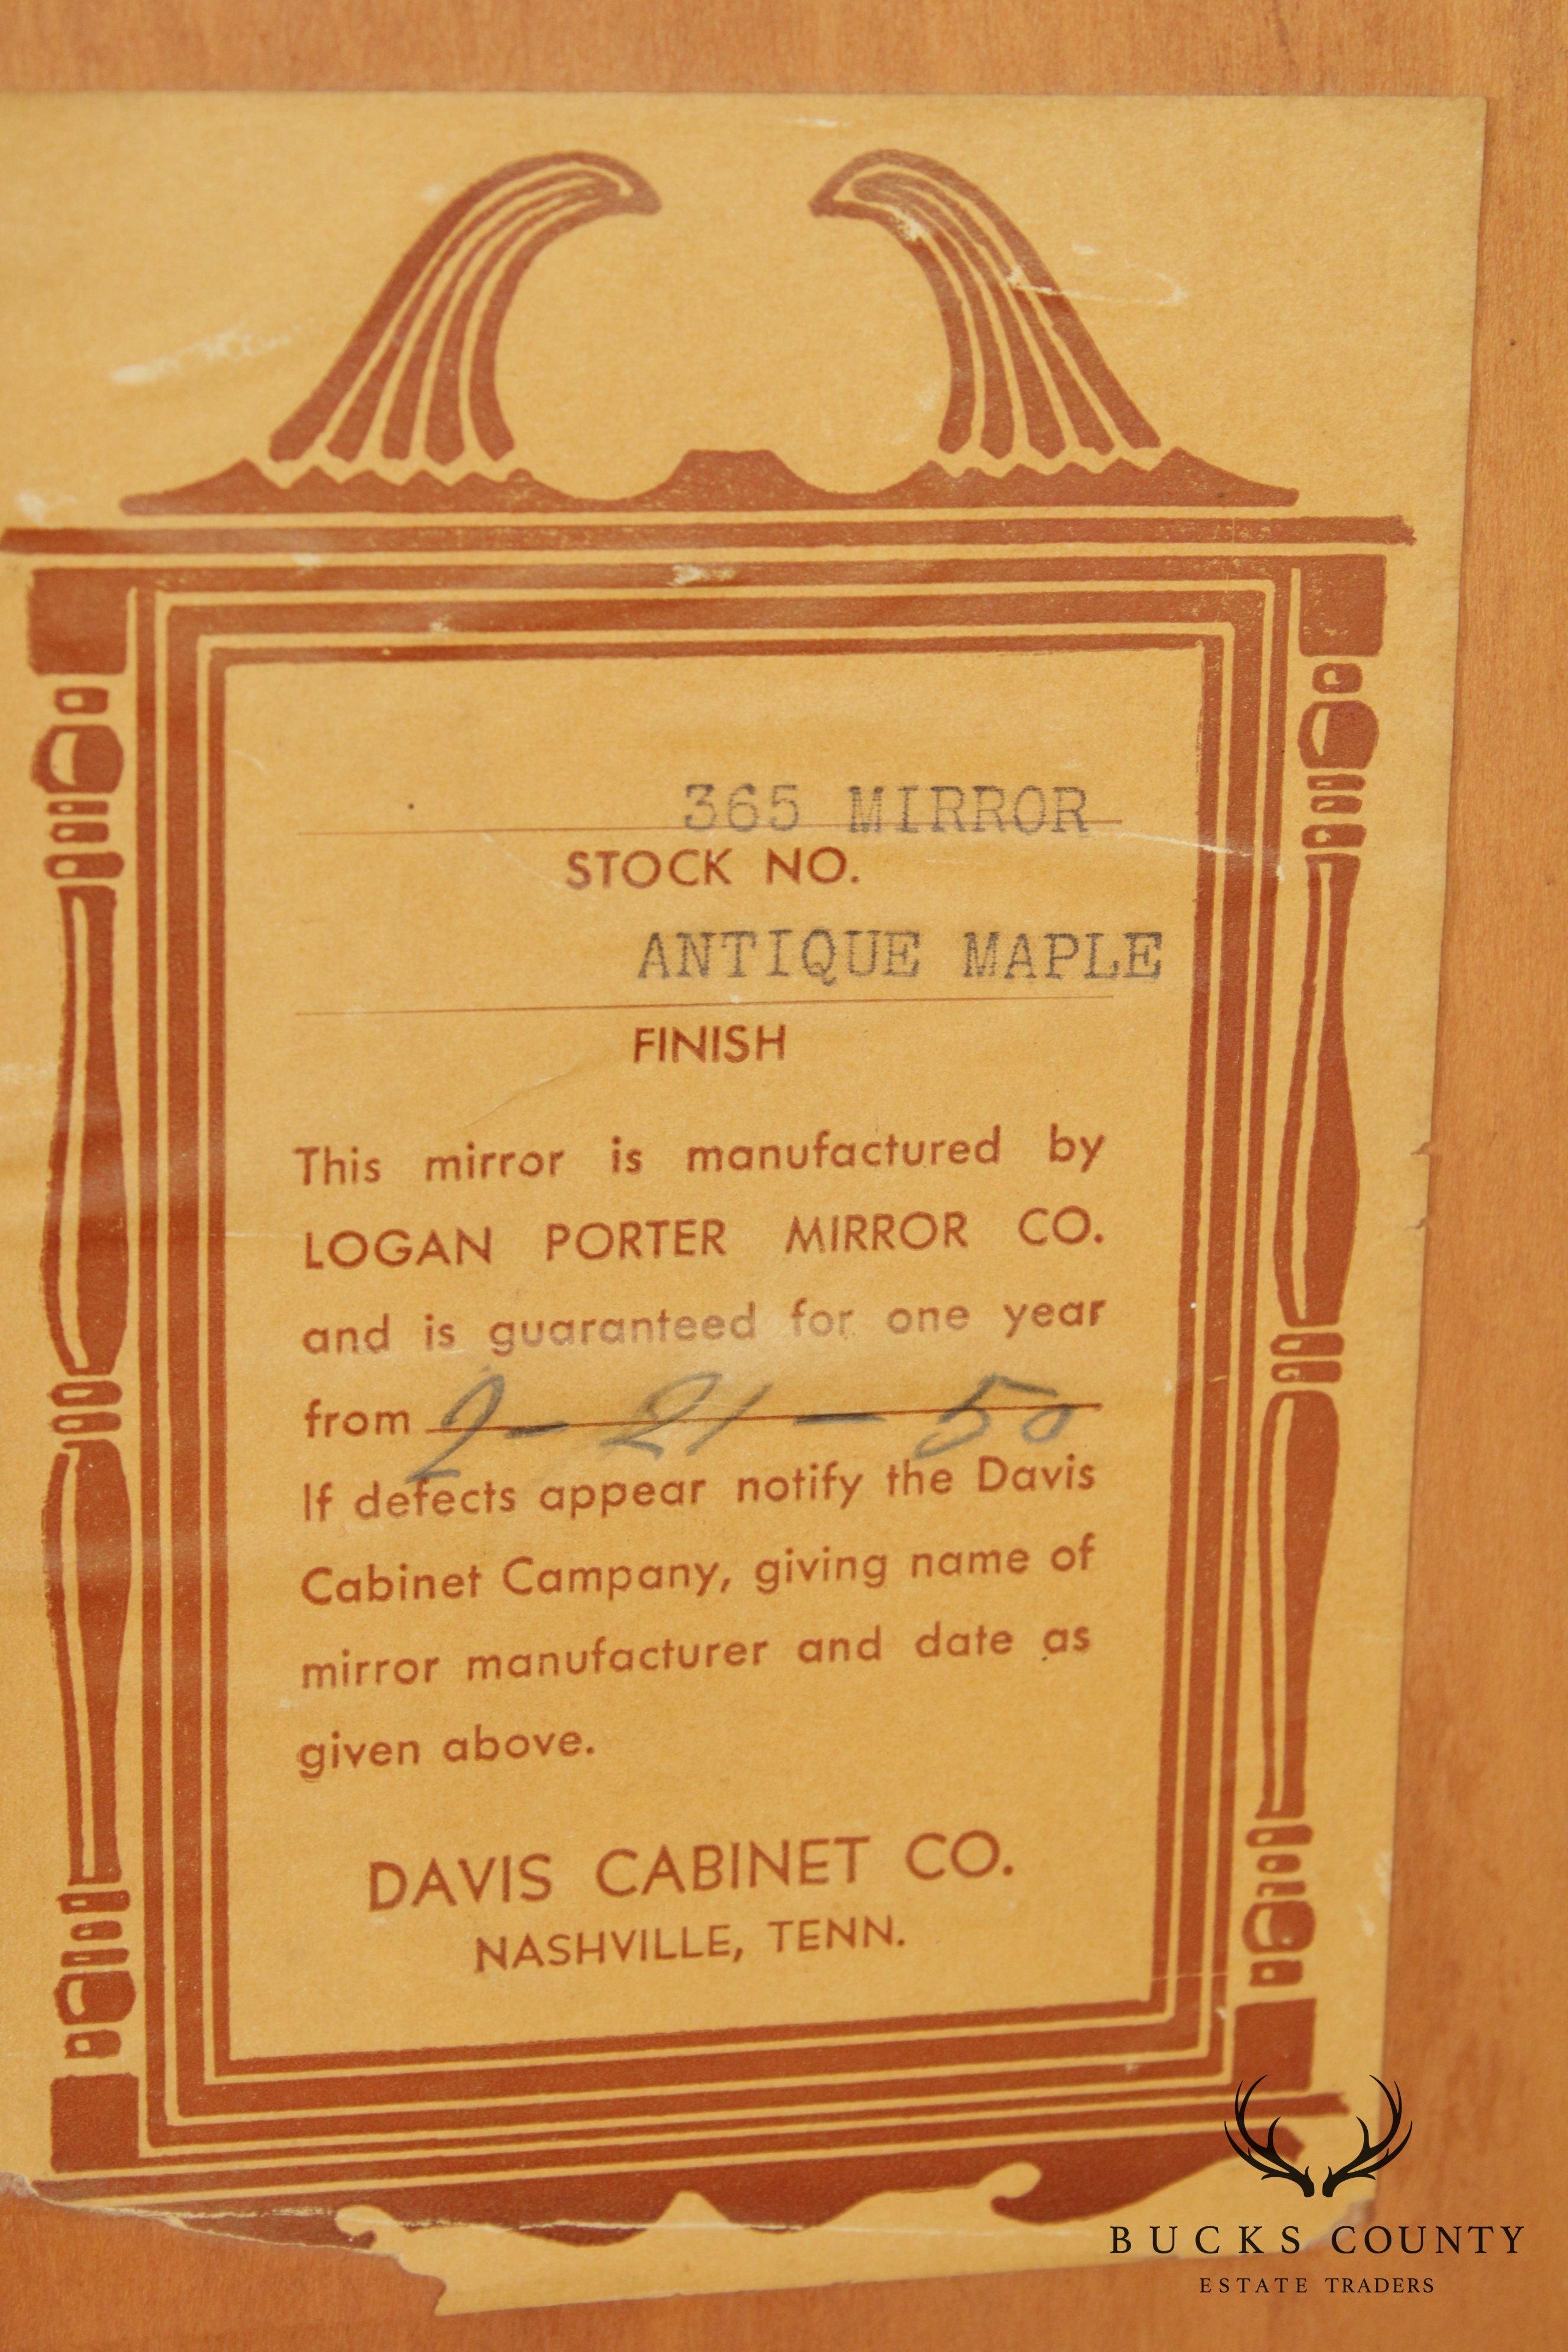 365 MIRROR
STOCK NO.
ANTIQUE MAPLE
FINISH
This mirror is manufactured by
LOGAN PORTER MIRROR CO.
and is guaranteed for one year
from 2-21-50
If defects appear notify the Davis
Cabinet Campany, giving name of
mirror manufacturer and date as
given above.
DAVIS CABINET CO.
NASHVILLE, TENN.
BUCKS COUNTY
ESTATE TRADERS